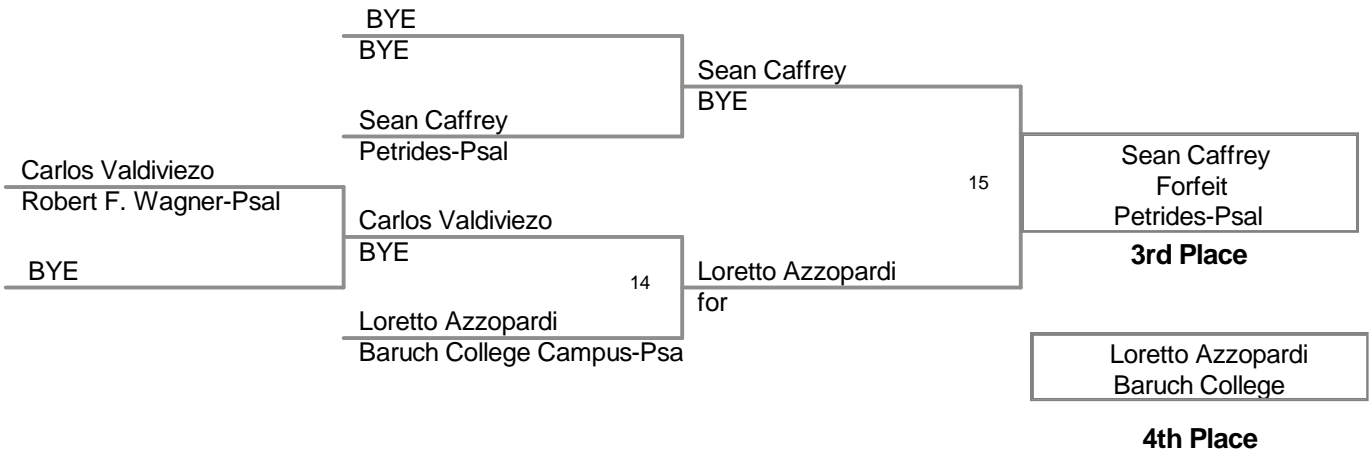 BYE
BYE
Sean Caffrey
BYE
Sean Caffrey
Petrides-Psal
Sean Caffrey
Forfeit
Petrides-Psal
3rd Place
15
Carlos Valdiviezo
Robert F. Wagner-Psal
Carlos Valdiviezo
BYE
BYE
14
Loretto Azzopardi
for
Loretto Azzopardi
Baruch College Campus-Psa
Loretto Azzopardi
Baruch College
4th Place